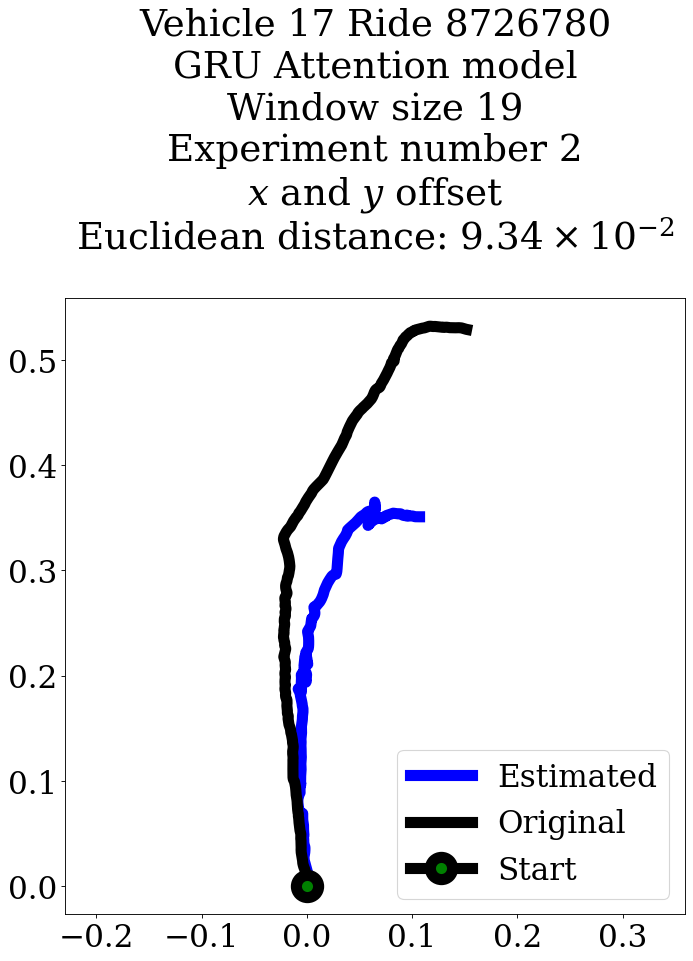 Vehicle 17 Ride 8726780
GRU Attention model
Window size 19
Experiment number 2
x and y offset
Euclidean distance: 9.34 × 10⁻²
0.5
0.4
0.3
0.2
0.1
0.0
−0.2 −0.1 0.0 0.1 0.2 0.3
Estimated
Original
Start